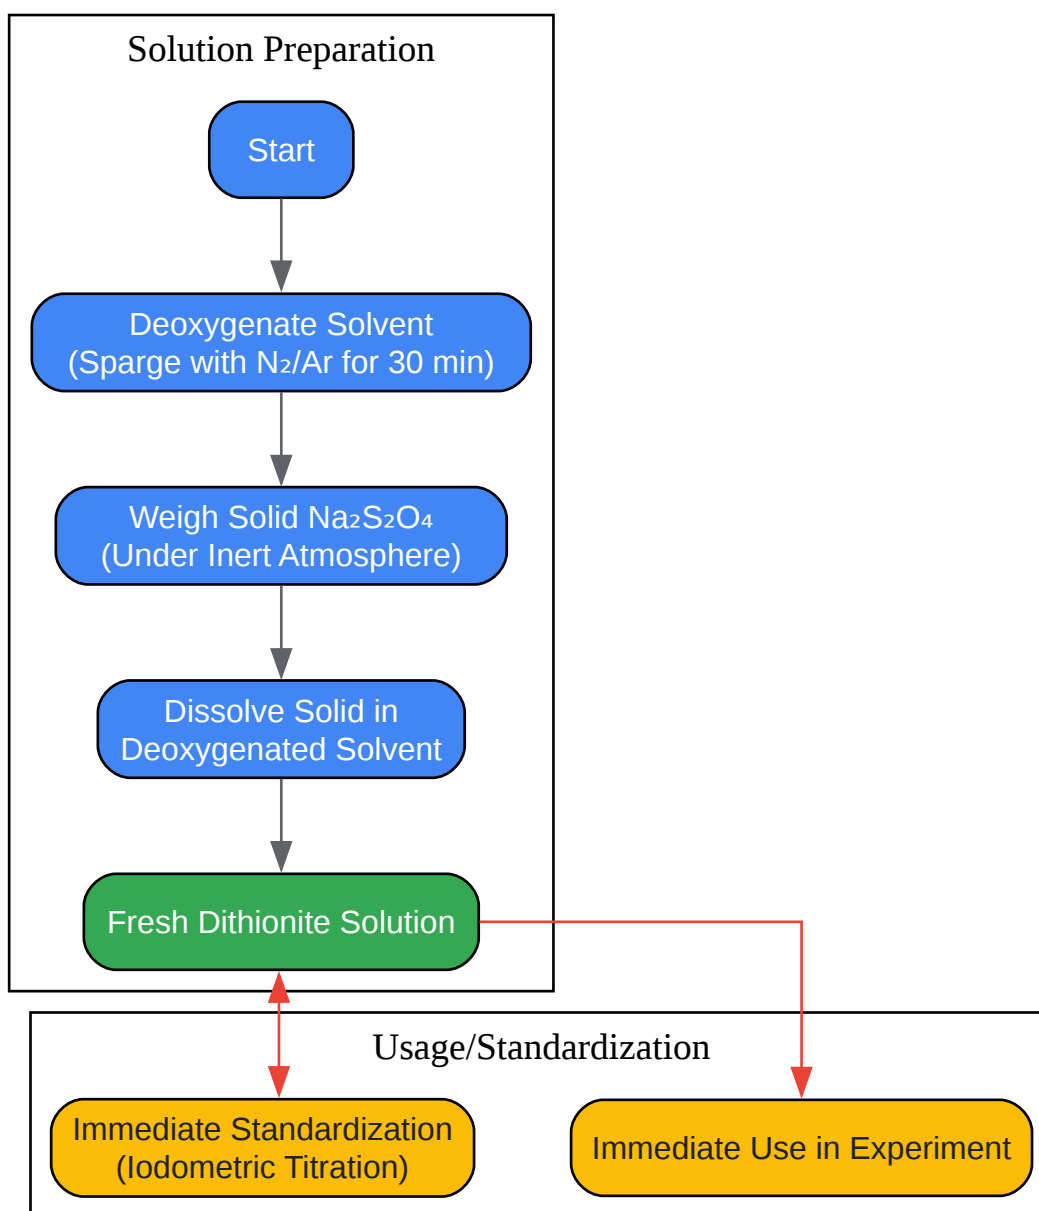 Solution Preparation
Start
Deoxygenate Solvent
(Sparge with N₂/Ar for 30 min)
Weigh Solid Na₂S₂O₄
(Under Inert Atmosphere)
Dissolve Solid in
Deoxygenated Solvent
Fresh Dithionite Solution
Usage/Standardization
Immediate Standardization
(Iodometric Titration)
Immediate Use in Experiment